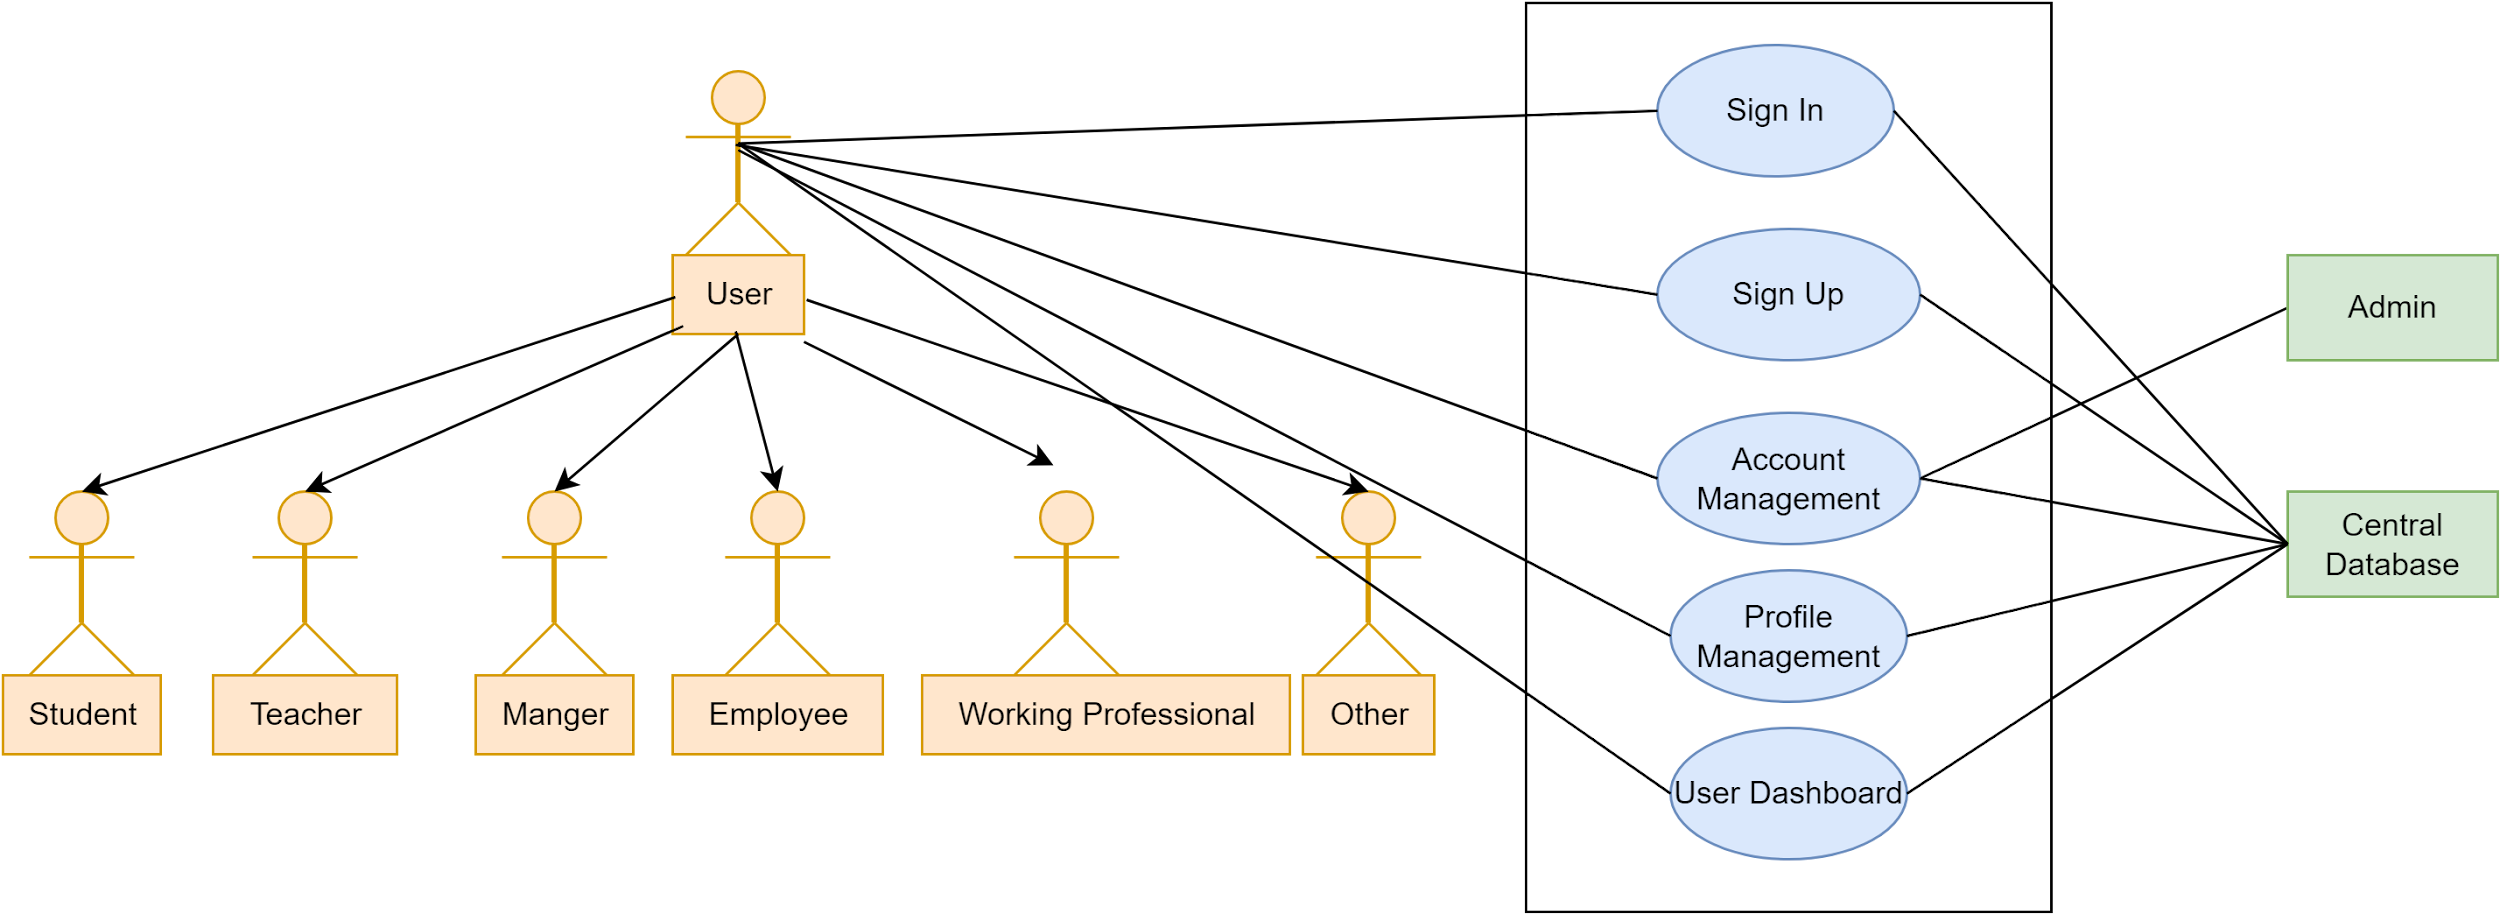 Sign In
User
Sign Up
Admin
Account
Management
Central
Database
Profile
Management
Student
Teacher
Manger
Employee
Working Professional
Other
User Dashboard